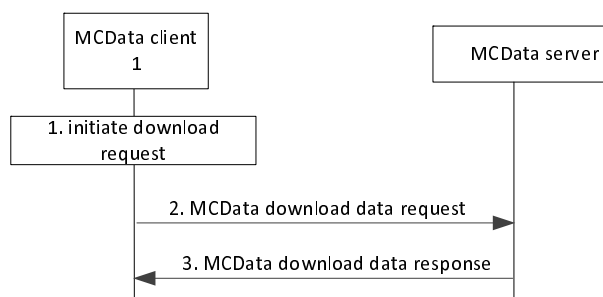 MCData client
1
MCData server
1. initiate download
request
2. MCData download data request
3. MCData download data response